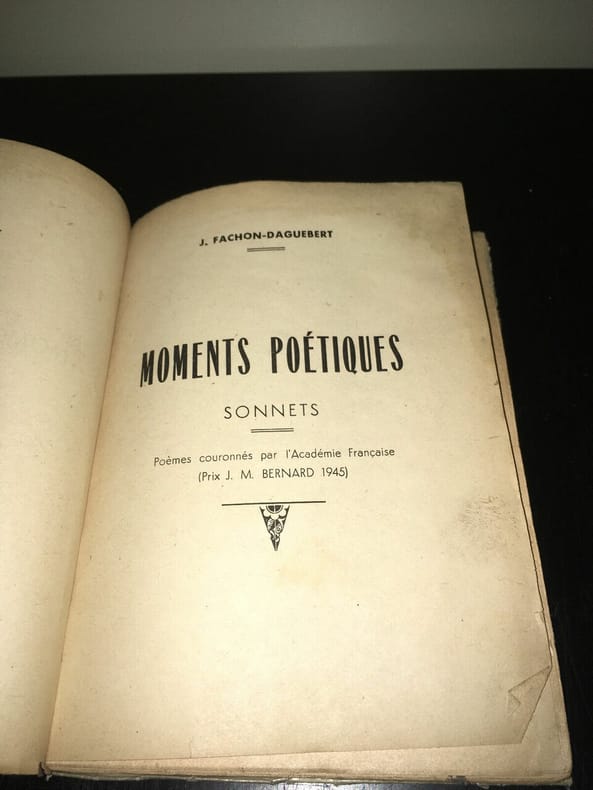 J. FACHON-DAGUEBERT
MOMENTS POÉTIQUES
SONNETS
Poèmes couronnés par l'Académie Française
(Prix J. M. BERNARD 1945)